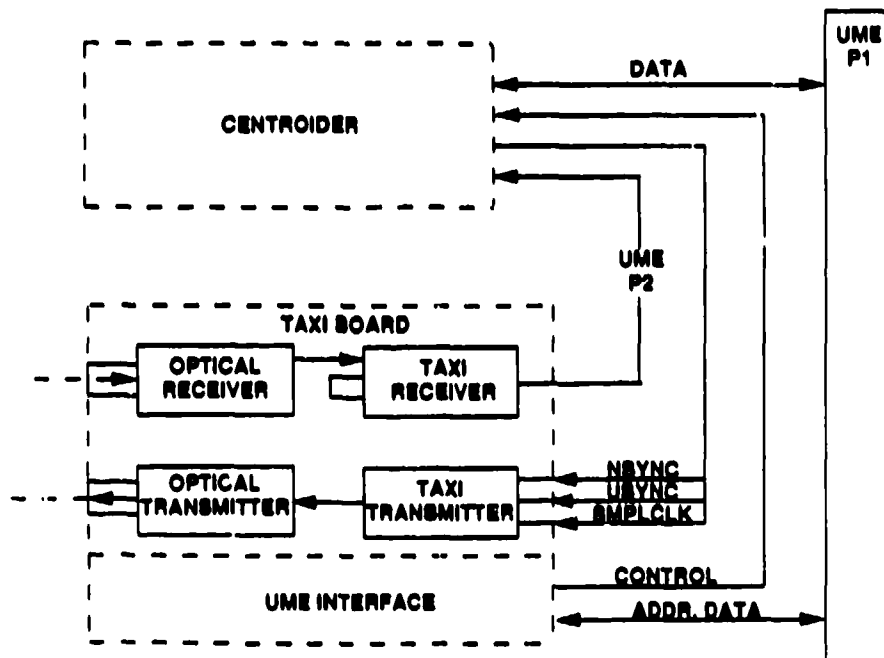 UME
P1
DATA
CENTROIDER
UME
P2
TAXI BOARD
OPTICAL
RECEIVER
TAXI
RECEIVER
OPTICAL
TRANSMITTER
TAXI
TRANSMITTER
NSYNC
USYNC
SMPLCLK
CONTROL
UME INTERFACE
ADDR. DATA